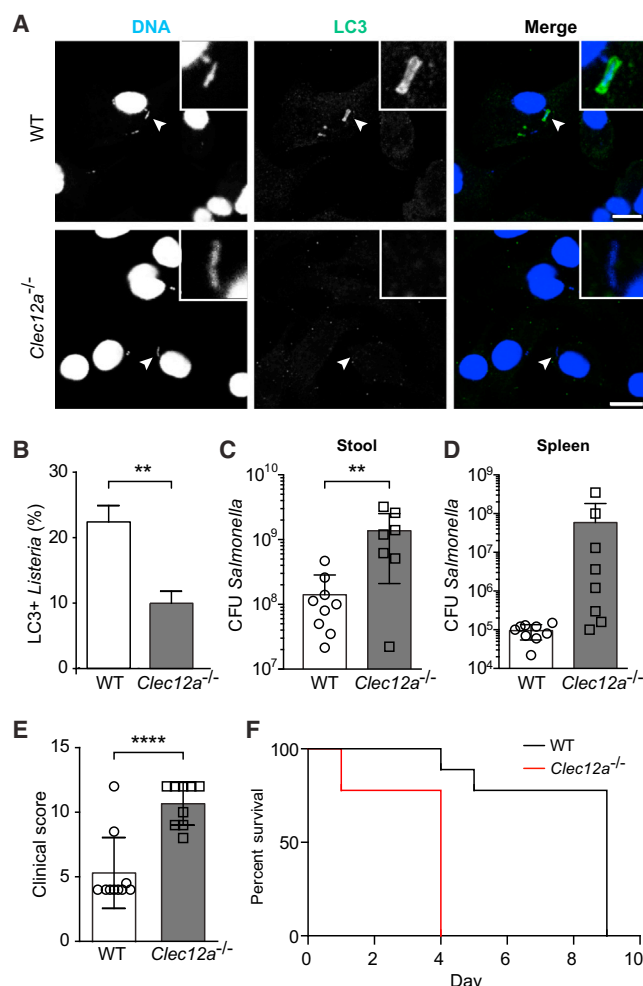 A
DNA
LC3
Merge
WT
Clec12a-/-
B
LC3+ Listeria (%)
30
20
10
0
**
WT
Clec12a-/-
C
Stool
CFU Salmonella
10^10
10^9
10^8
10^7
**
WT
Clec12a-/-
D
Spleen
CFU Salmonella
10^9
10^8
10^7
10^6
10^5
10^4
WT
Clec12a-/-
E
Clinical score
15
10
5
0
****
WT
Clec12a-/-
F
Percent survival
100
50
0
WT
Clec12a-/-
0 2 4 6 8 10
Day